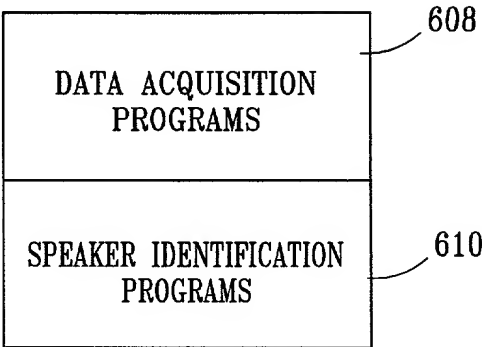 608
DATA ACQUISITION
PROGRAMS
SPEAKER IDENTIFICATION
PROGRAMS
610